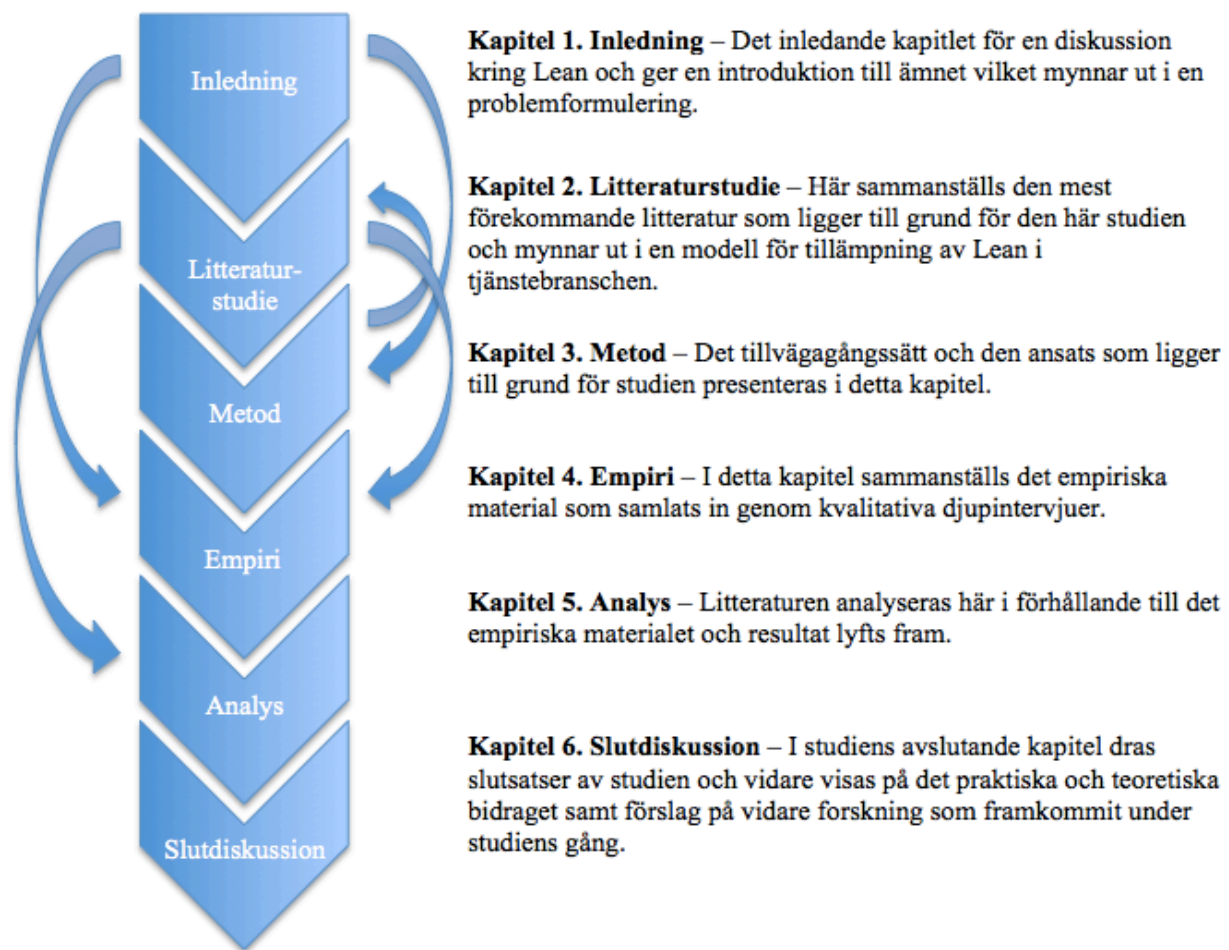 Inledning
Litteratur-
studie
Metod
Empiri
Analys
Slutdiskussion
Kapitel 1. Inledning – Det inledande kapitlet för en diskussion
kring Lean och ger en introduktion till ämnet vilket mynnar ut i en
problemformulering.
Kapitel 2. Litteraturstudie – Här sammanställs den mest
förekommande litteratur som ligger till grund för den här studien
och mynnar ut i en modell för tillämpning av Lean i
tjänstebranschen.
Kapitel 3. Metod – Det tillvägagångssätt och den ansats som ligger
till grund för studien presenteras i detta kapitel.
Kapitel 4. Empiri – I detta kapitel sammanställs det empiriska
material som samlats in genom kvalitativa djupintervjuer.
Kapitel 5. Analys – Litteraturen analyseras här i förhållande till det
empiriska materialet och resultat lyfts fram.
Kapitel 6. Slutdiskussion – I studiens avslutande kapitel dras
slutsatser av studien och vidare visas på det praktiska och teoretiska
bidraget samt förslag på vidare forskning som framkommit under
studiens gång.